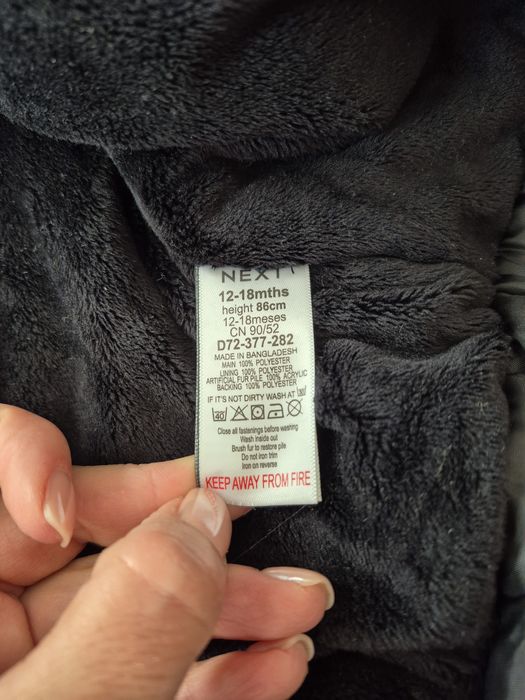 NEXT
12-18mths
height 86cm
12-18meses
CN 90/52
D72-377-282
MADE IN BANGLADESH
MAIN 100% POLYESTER
LINING 100% POLYESTER
ARTIFICIAL FUR PILE 100% ACRYLIC
BACKING 100% POLYESTER
IF IT'S NOT DIRTY WASH AT 30
40
Close all fastenings before washing
Wash inside out
Brush fur to restore pile
Do not iron trim
Iron on reverse
KEEP AWAY FROM FIRE